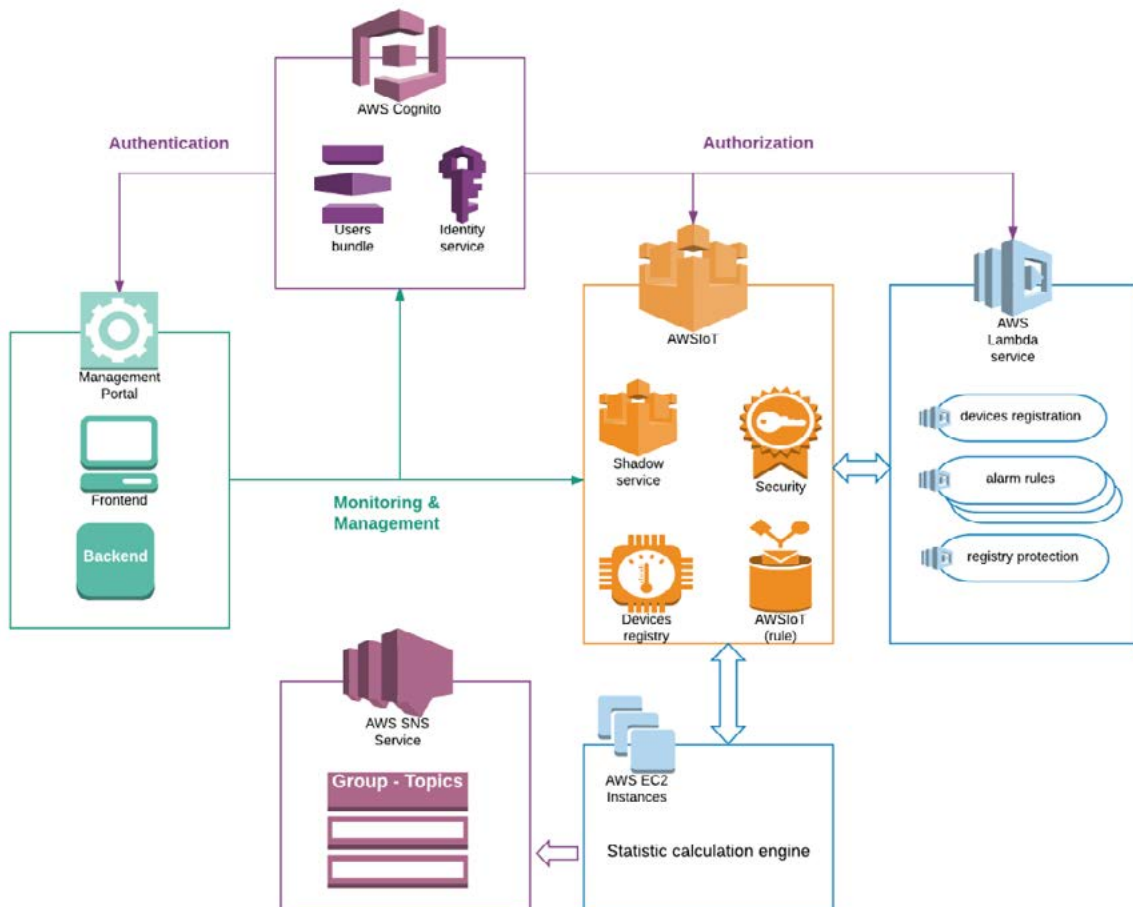 AWS Cognito
Authentication
Authorization
Users
bundle
Identity
service
Management
Portal
Frontend
Backend
Monitoring &
Management
AWSIoT
Shadow
service
Security
Devices
registry
AWSIoT
(rule)
AWS
Lambda
service
devices registration
alarm rules
registry protection
AWS SNS
Service
Group - Topics
AWS EC2
Instances
Statistic calculation engine